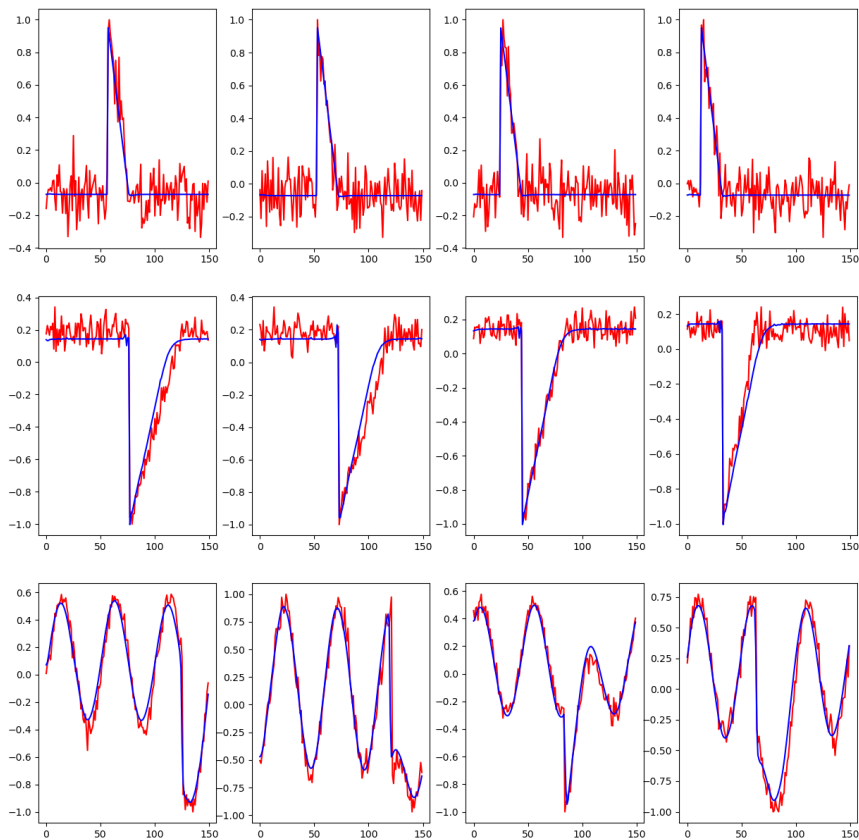 1.0 1.0 1.0 1.0
0.8 0.8 0.8 0.8
0.6 0.6 0.6 0.6
0.4 0.4 0.4 0.4
0.2 0.2 0.2 0.2
0.0 0.0 0.0 0.0
−0.2 −0.2 −0.2 −0.2
−0.4 −0.4
0 50 100 150 0 50 100 150 0 50 100 150 0 50 100 150
0.4 0.4 0.2 0.2
0.2 0.2 0.0 0.0
0.0 0.0 −0.2 −0.2
−0.2 −0.2 −0.4 −0.4
−0.4 −0.4 −0.6 −0.6
−0.6 −0.6 −0.8 −0.8
−0.8 −0.8 −1.0 −1.0
−1.0 −1.0
0 50 100 150 0 50 100 150 0 50 100 150 0 50 100 150
0.6 1.00 0.6 0.75
0.4 0.75 0.4 0.50
0.2 0.50 0.2 0.25
0.0 0.25 0.0 0.00
−0.2 0.00 −0.2 −0.25
−0.4 −0.25 −0.4 −0.50
−0.6 −0.50 −0.6 −0.75
−0.8 −0.75 −0.8 −1.00
−1.0 −1.00 −1.0
0 50 100 150 0 50 100 150 0 50 100 150 0 50 100 150